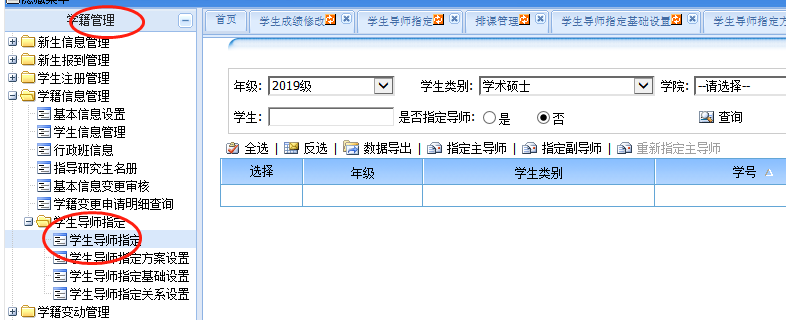 学籍管理
首页 学生成绩修改 学生导师指定 排课管理 学生导师指定基础设置 学生导师指定方
新生信息管理
新生报到管理
学生注册管理
学籍信息管理
基本信息设置
学生信息管理
行政班信息
指导研究生名册
基本信息变更审核
学籍变更申请明细查询
学生导师指定
学生导师指定
学生导师指定方案设置
学生导师指定基础设置
学生导师指定关系设置
学籍变动管理
年级: 2019级 学生类别: 学术硕士 学院: --请选择--
学生: 是否指定导师: 是 否 查询
全选 | 反选 | 数据导出 | 指定主导师 | 指定副导师 | 重新指定主导师
选择 年级 学生类别 学号